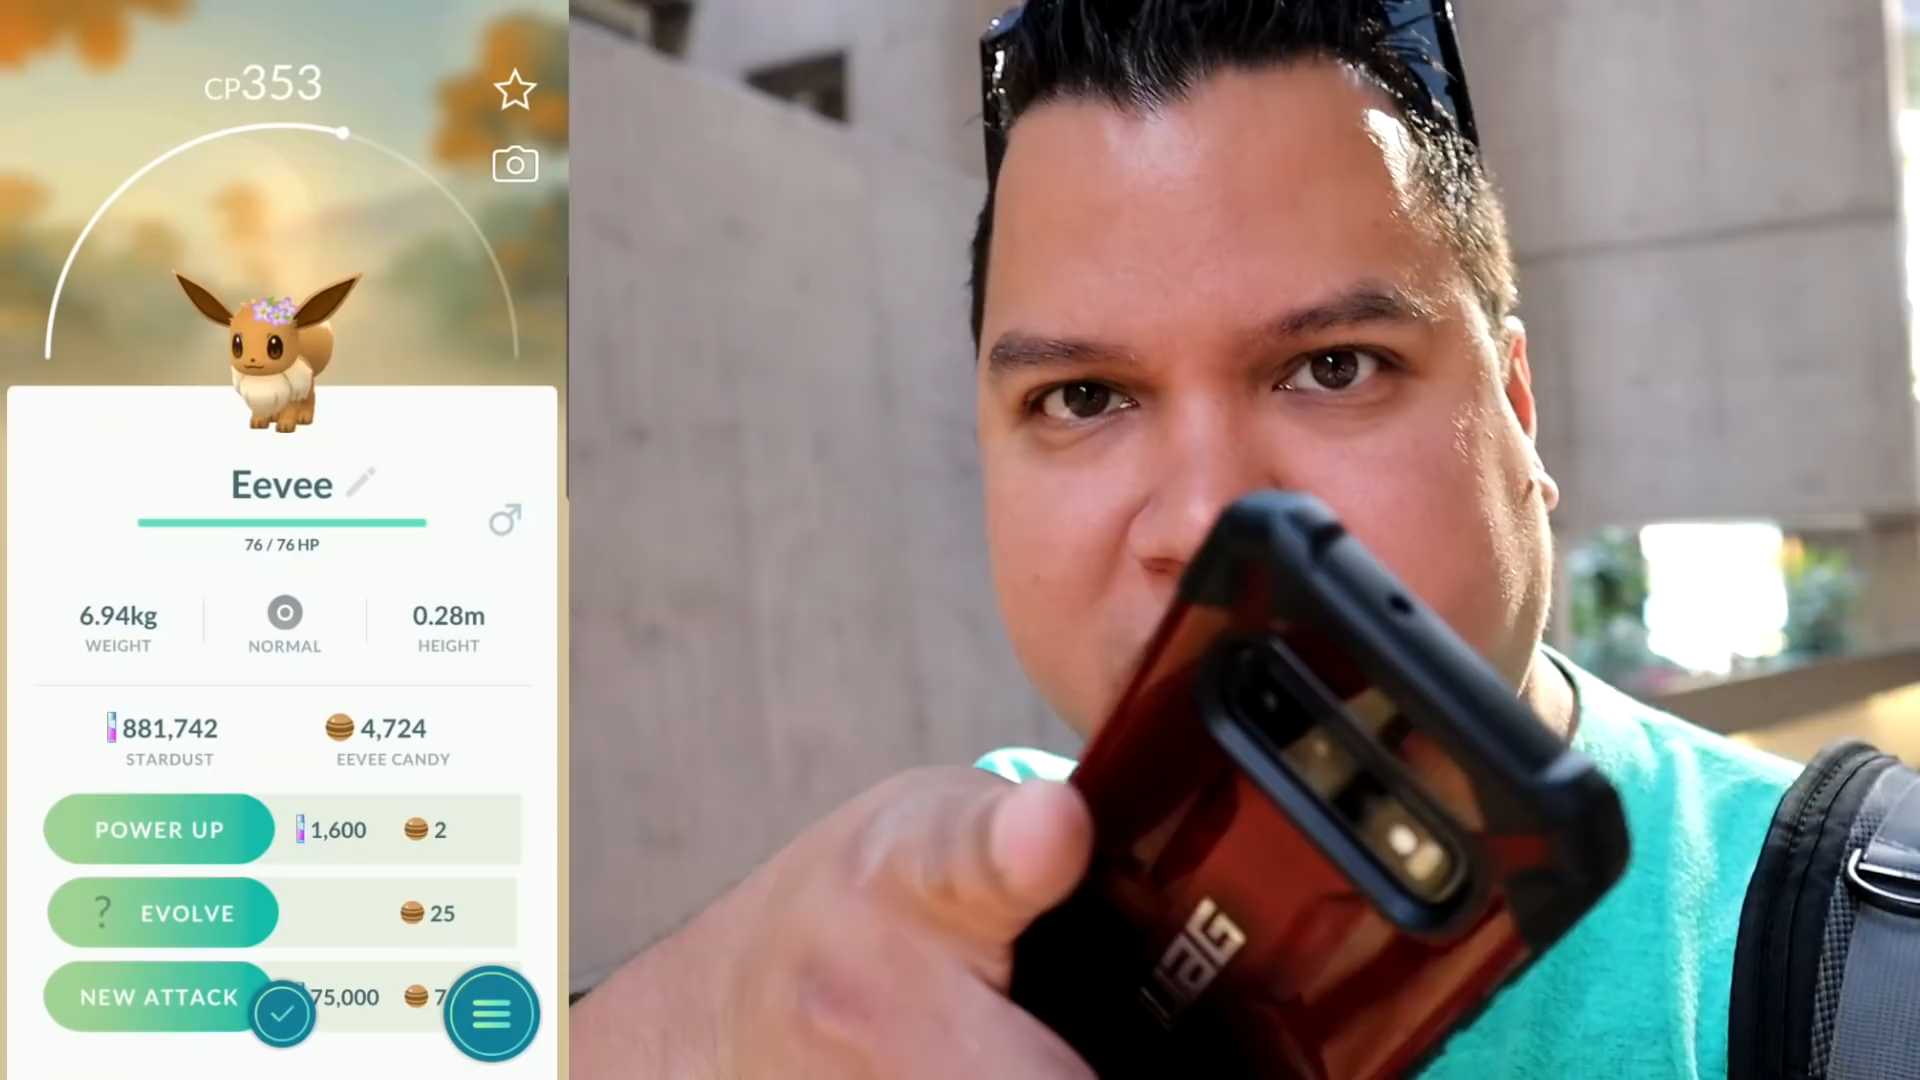 CP353
Eevee
76 / 76 HP
6.94kg
WEIGHT
NORMAL
0.28m
HEIGHT
881,742
STARDUST
4,724
EEVEE CANDY
POWER UP 1,600 2
? EVOLVE 25
NEW ATTACK 75,000 7
UAG